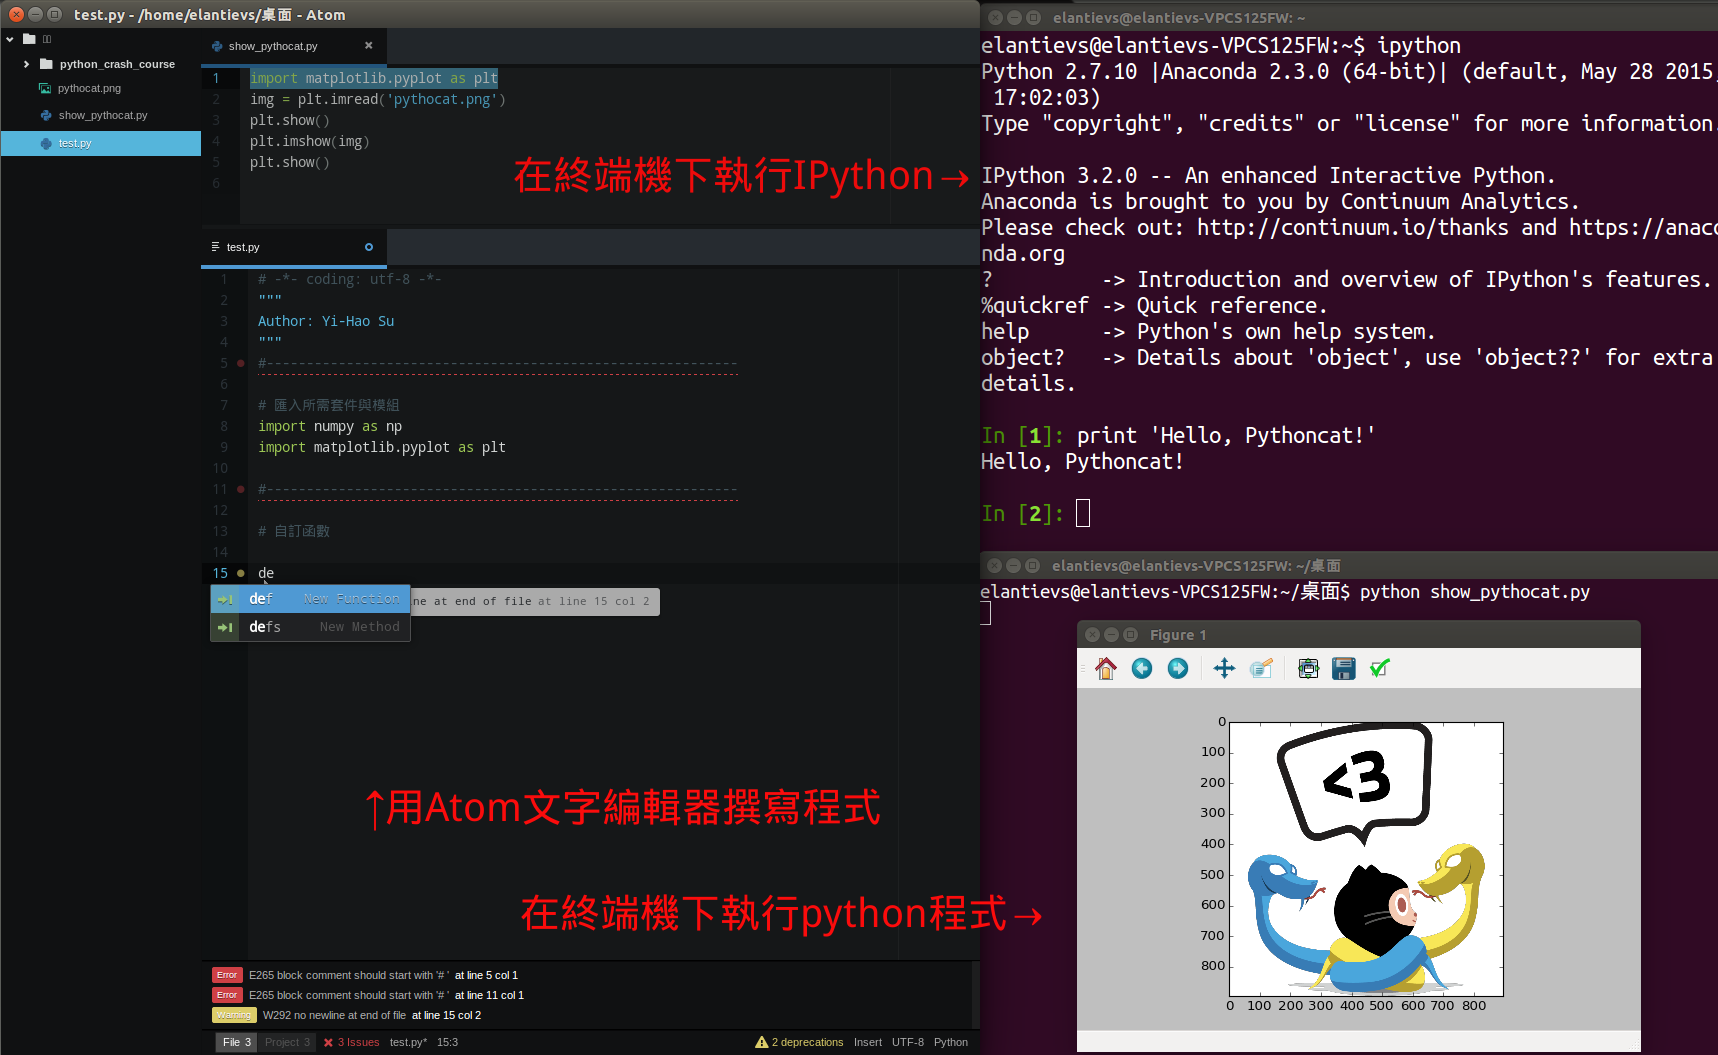 test.py - /home/elantievs/桌面 - Atom
python_crash_course
pythocat.png
show_pythocat.py
test.py
show_pythocat.py
1 import matplotlib.pyplot as plt
2 img = plt.imread('pythocat.png')
3 plt.show()
4 plt.imshow(img)
5 plt.show()
6
在終端機下執行IPython→
test.py
1 # -*- coding: utf-8 -*-
2 """
3 Author: Yi-Hao Su
4 """
5 #-----------------------------------------------------------
6
7 # 匯入所需套件與模組
8 import numpy as np
9 import matplotlib.pyplot as plt
10
11 #-----------------------------------------------------------
12
13 # 自訂函數
14
15 de
def New Function
ne at end of file at line 15 col 2
defs New Method
↑用Atom文字編輯器撰寫程式
在終端機下執行python程式→
Error E265 block comment should start with '# ' at line 5 col 1
Error E265 block comment should start with '# ' at line 11 col 1
Warning W292 no newline at end of file at line 15 col 2
File 3 Project 3 3 Issues test.py* 15:3 2 deprecations Insert UTF-8 Python
elantievs@elantievs-VPCS125FW: ~
elantievs@elantievs-VPCS125FW:~$ ipython
Python 2.7.10 |Anaconda 2.3.0 (64-bit)| (default, May 28 2015,
17:02:03)
Type "copyright", "credits" or "license" for more information.
IPython 3.2.0 -- An enhanced Interactive Python.
Anaconda is brought to you by Continuum Analytics.
Please check out: http://continuum.io/thanks and https://anaco
nda.org
? -> Introduction and overview of IPython's features.
%quickref -> Quick reference.
help -> Python's own help system.
object? -> Details about 'object', use 'object??' for extra
details.
In [1]: print 'Hello, Pythoncat!'
Hello, Pythoncat!
In [2]:
elantievs@elantievs-VPCS125FW: ~/桌面
elantievs@elantievs-VPCS125FW:~/桌面$ python show_pythocat.py
Figure 1
0
100
200
300
400
500
600
700
800
<3
0 100 200 300 400 500 600 700 800